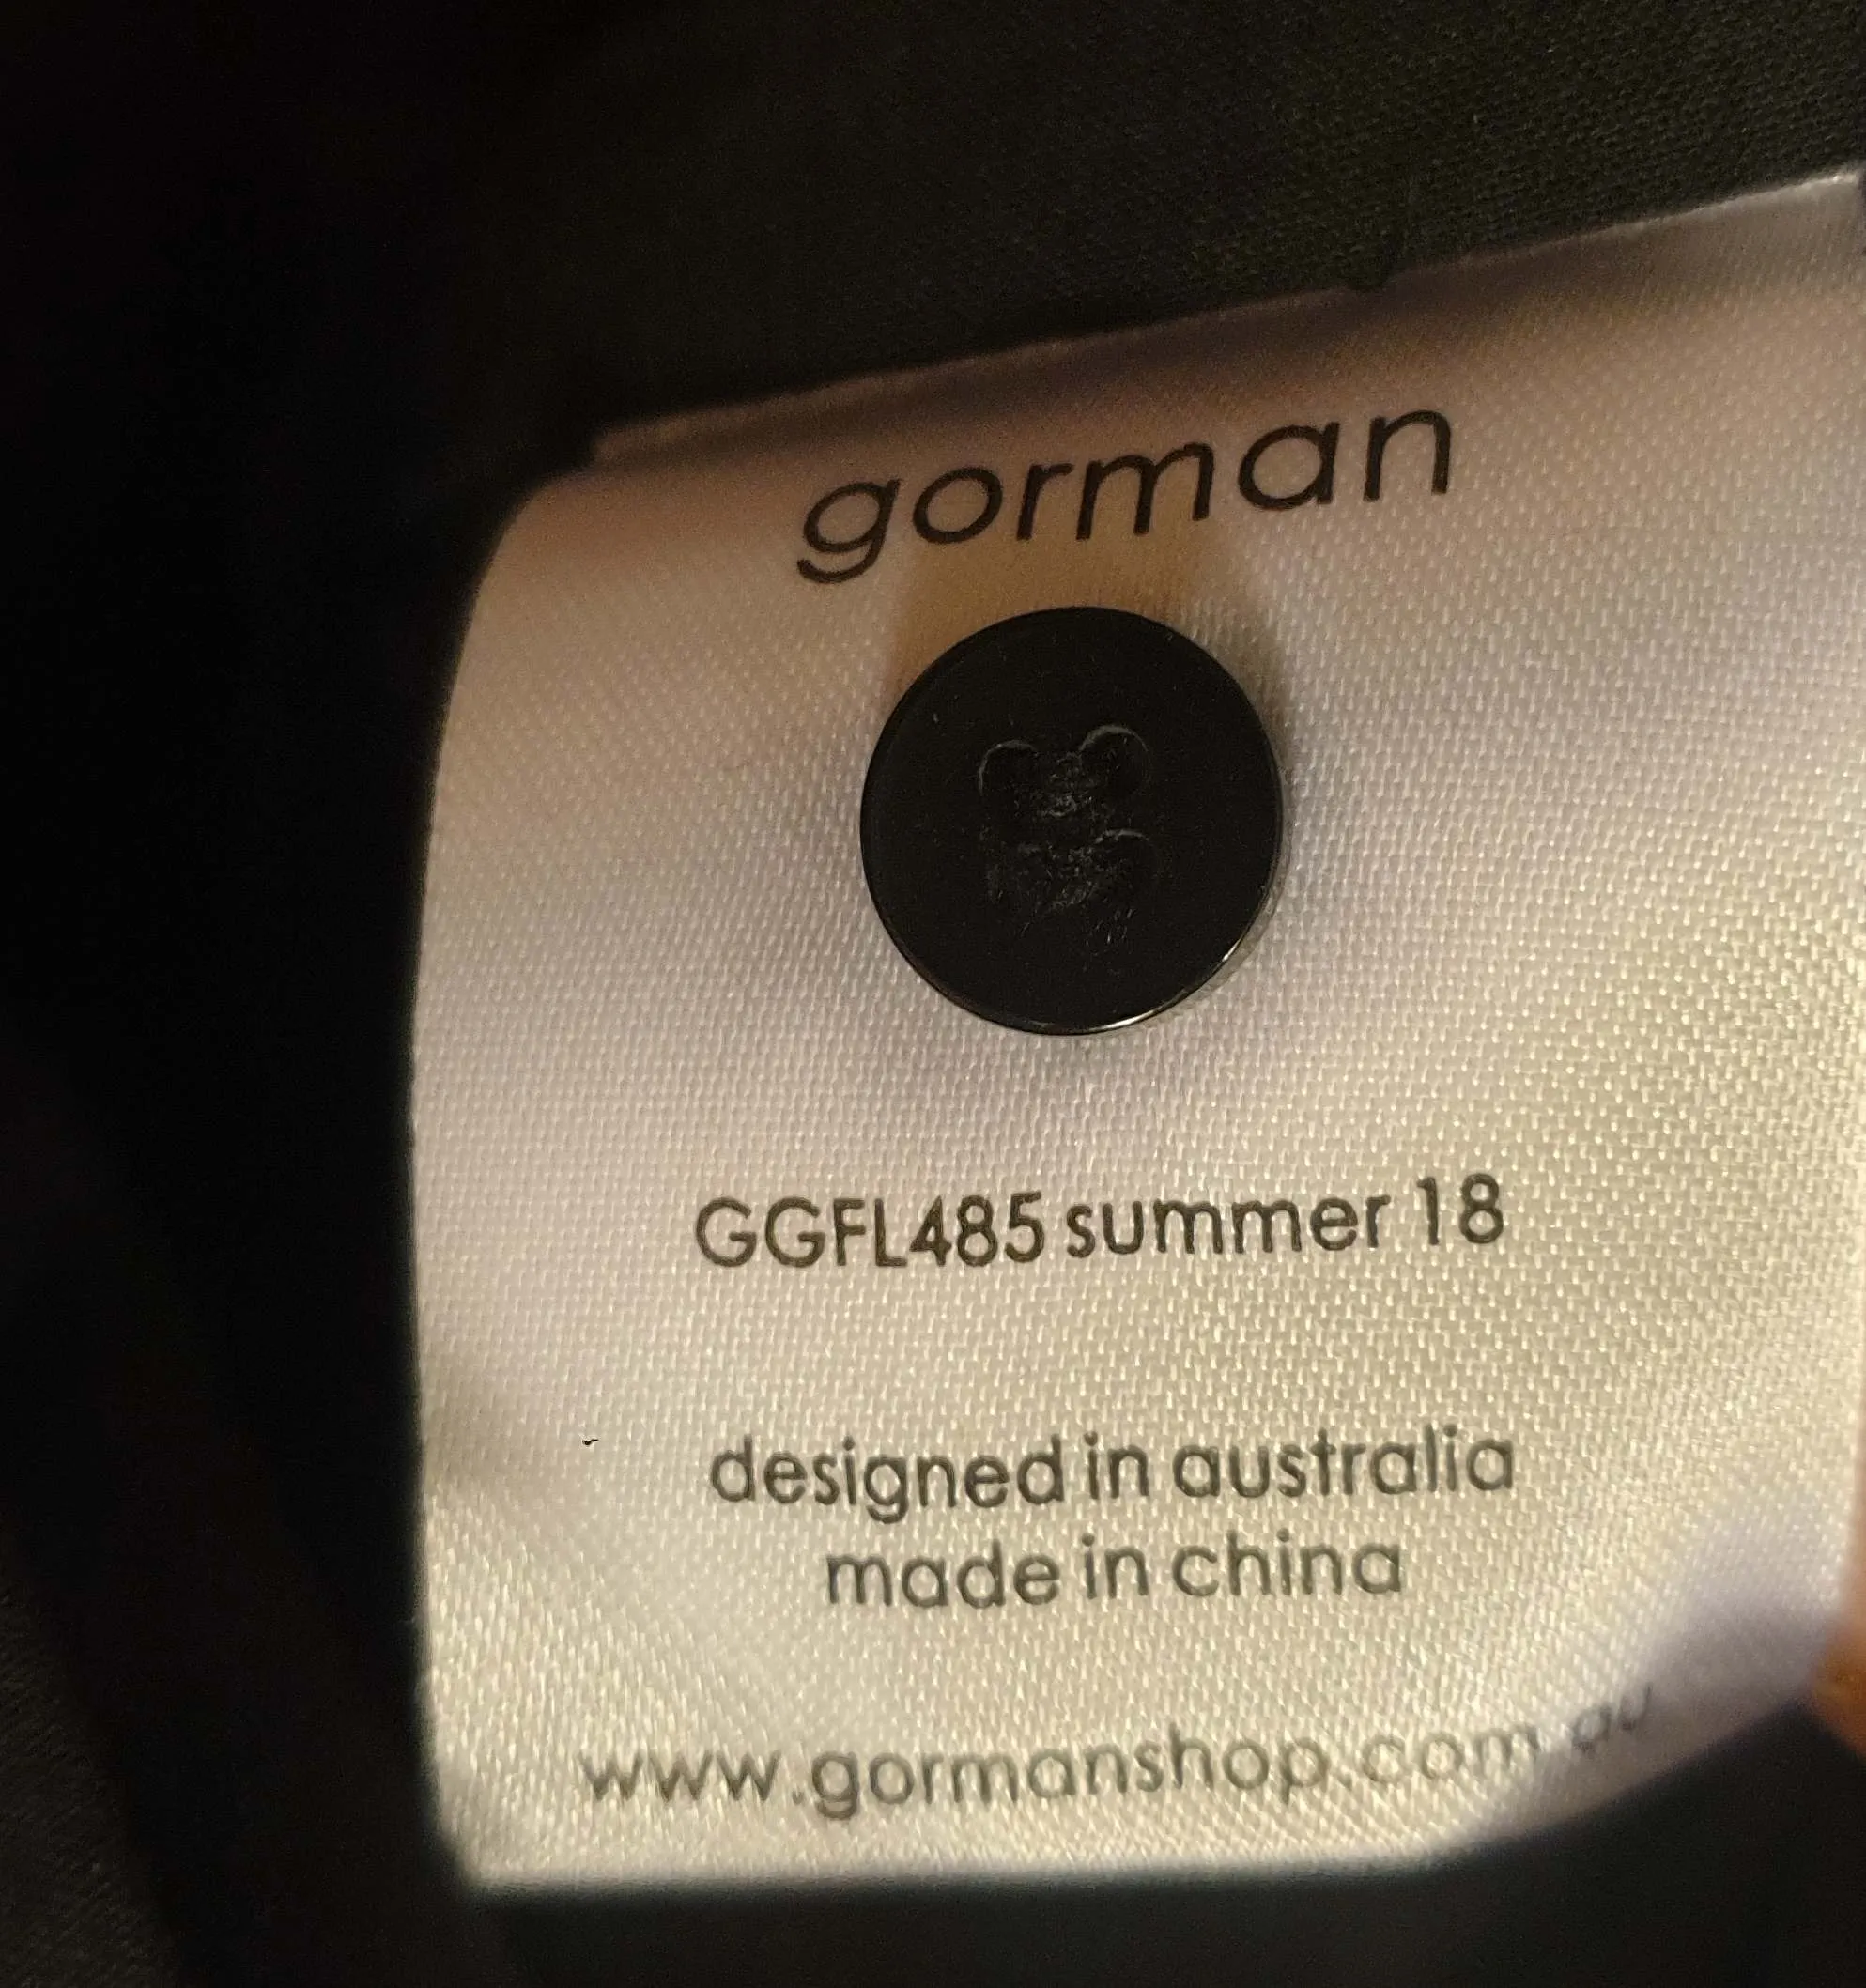 gorman
GGFL485 summer 18
designed in australia
made in china
www.gormanshop.com.au